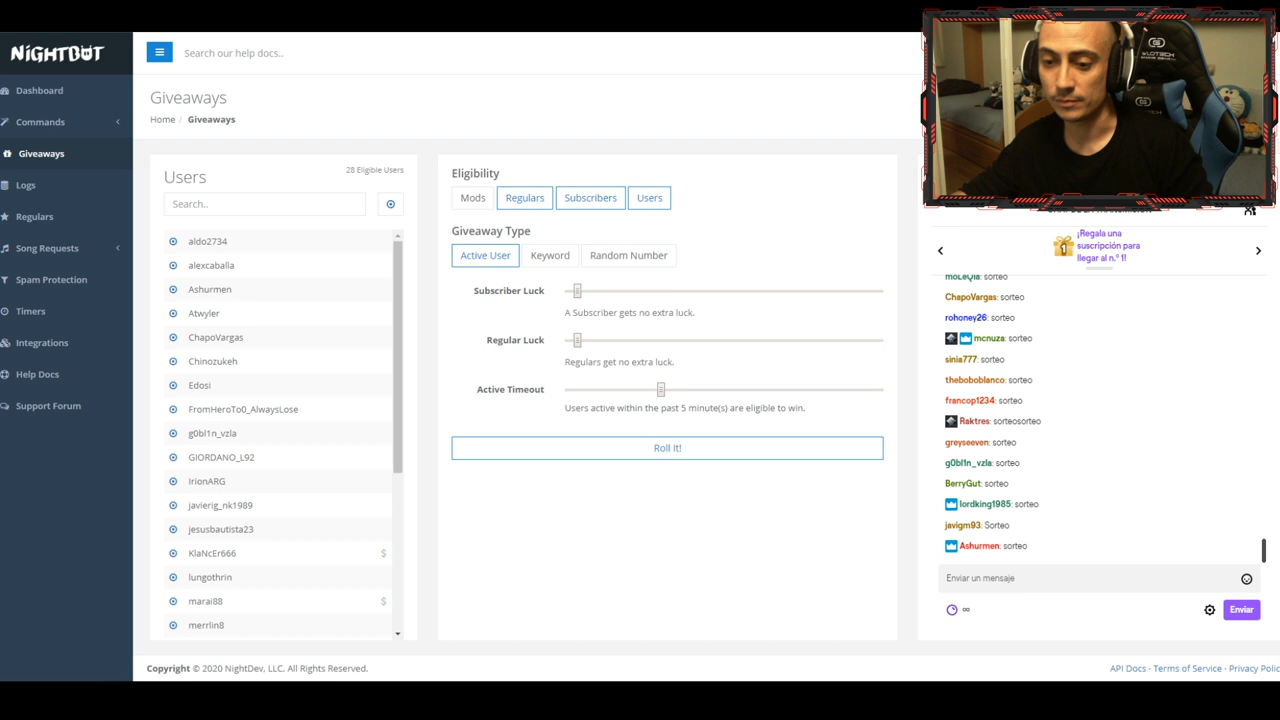 NIGHTBOT
Search our help docs..
Dashboard
Commands
Giveaways
Logs
Regulars
Song Requests
Spam Protection
Timers
Integrations
Help Docs
Support Forum
Giveaways
Home / Giveaways
Users
28 Eligible Users
Search..
aldo2734
alexcaballa
Ashurmen
Atwyler
ChapoVargas
Chinozukeh
Edosi
FromHeroTo0_AlwaysLose
g0bl1n_vzla
GIORDANO_L92
IrionARG
javierig_nk1989
jesusbautista23
KlaNcEr666 $
lungothrin
marai88 $
merrlin8
Eligibility
Mods Regulars Subscribers Users
Giveaway Type
Active User Keyword Random Number
Subscriber Luck
A Subscriber gets no extra luck.
Regular Luck
Regulars get no extra luck.
Active Timeout
Users active within the past 5 minute(s) are eligible to win.
Roll It!
¡Regala una
suscripción para
llegar al n.º 1!
moLeQla: sorteo
ChapoVargas: sorteo
rohoney26: sorteo
mcnuza: sorteo
sinia777: sorteo
theboboblanco: sorteo
francop1234: sorteo
Raktres: sorteosorteo
greyseeven: sorteo
g0bl1n_vzla: sorteo
BerryGut: sorteo
lordking1985: sorteo
javigm93: Sorteo
Ashurmen: sorteo
Enviar un mensaje
∞
Enviar
Copyright © 2020 NightDev, LLC. All Rights Reserved.
API Docs · Terms of Service · Privacy Polic